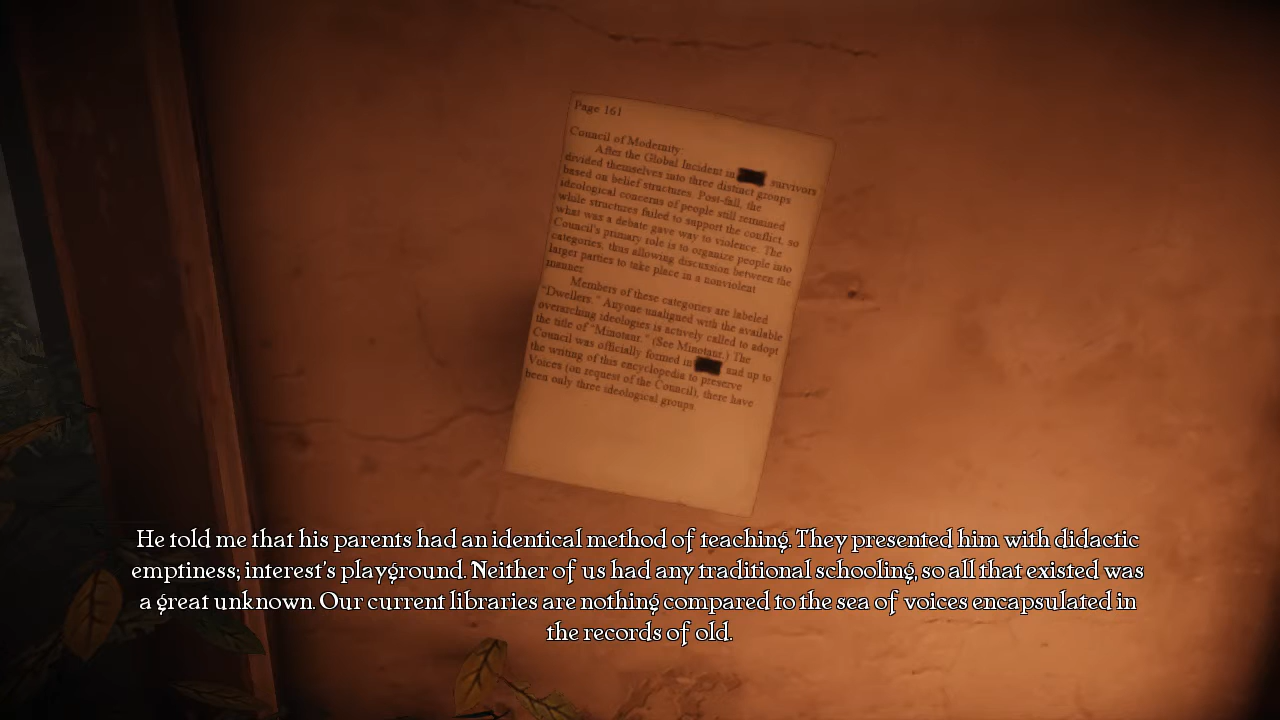 Page 161
Council of Modernity
After the Global Incident in survivors
divided themselves into three distinct groups
based on belief structures. Post-fall, the
ideological concerns of people still remained
while structures failed to support the conflict, so
what was a debate gave way to violence. The
Council's primary role is to organize people into
categories, thus allowing discussion between the
larger parties to take place in a nonviolent
manner.
Members of these categories are labeled
"Dwellers." Anyone unaligned with the available
overarching ideologies is actively called to adopt
the title of "Minotaur." (See Minotaur.) The
Council was officially formed in and up to
the writing of this encyclopedia to preserve
Voices (on request of the Council), there have
been only three ideological groups.
He told me that his parents had an identical method of teaching. They presented him with didactic
emptiness; interest's playground. Neither of us had any traditional schooling, so all that existed was
a great unknown. Our current libraries are nothing compared to the sea of voices encapsulated in
the records of old.